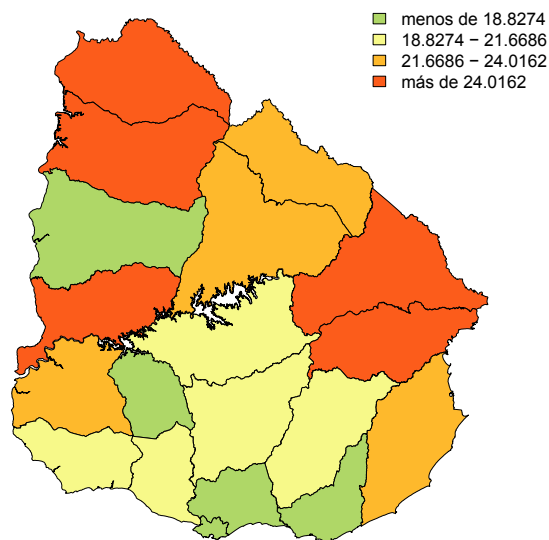 menos de 18.8274
18.8274 − 21.6686
21.6686 − 24.0162
más de 24.0162